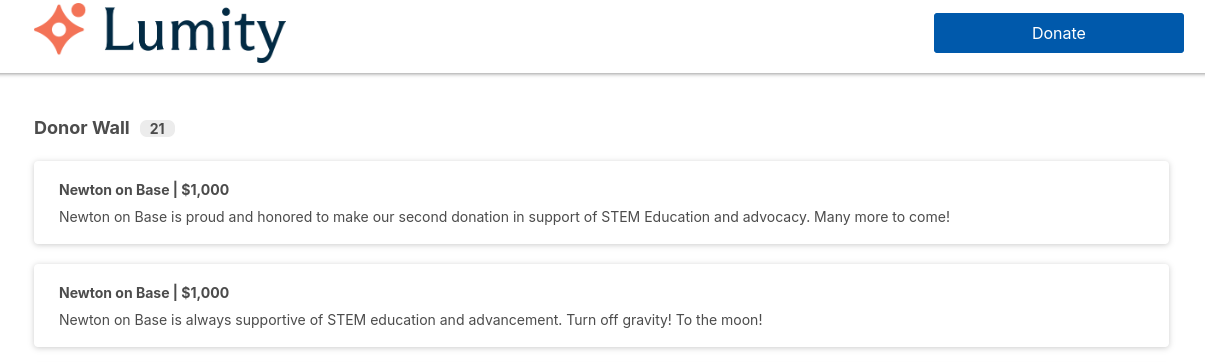 Lumity
Donate
Donor Wall 21
Newton on Base | $1,000
Newton on Base is proud and honored to make our second donation in support of STEM Education and advocacy. Many more to come!
Newton on Base | $1,000
Newton on Base is always supportive of STEM education and advancement. Turn off gravity! To the moon!